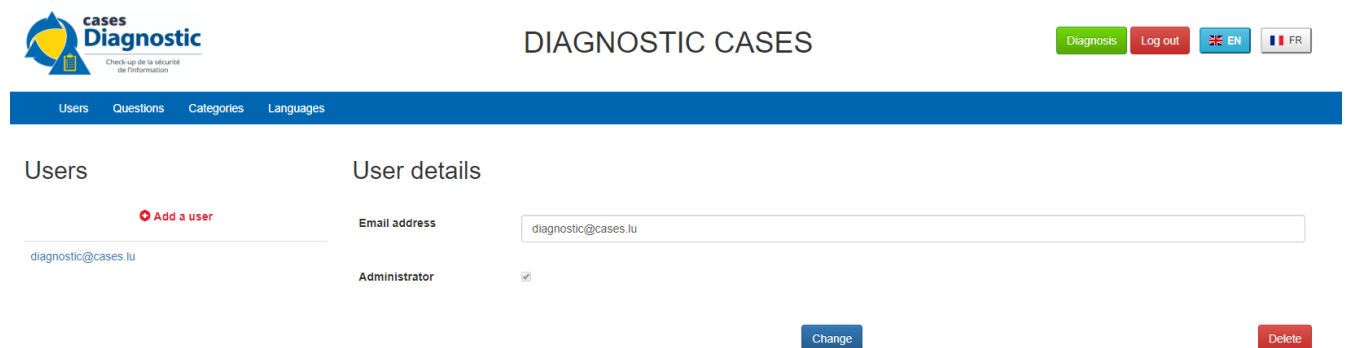 cases
Diagnostic
Check-up de la sécurité
de l'information
DIAGNOSTIC CASES
Diagnosis Log out EN FR
Users Questions Categories Languages
Users
User details
Add a user
Email address diagnostic@cases.lu
diagnostic@cases.lu
Administrator
Change Delete